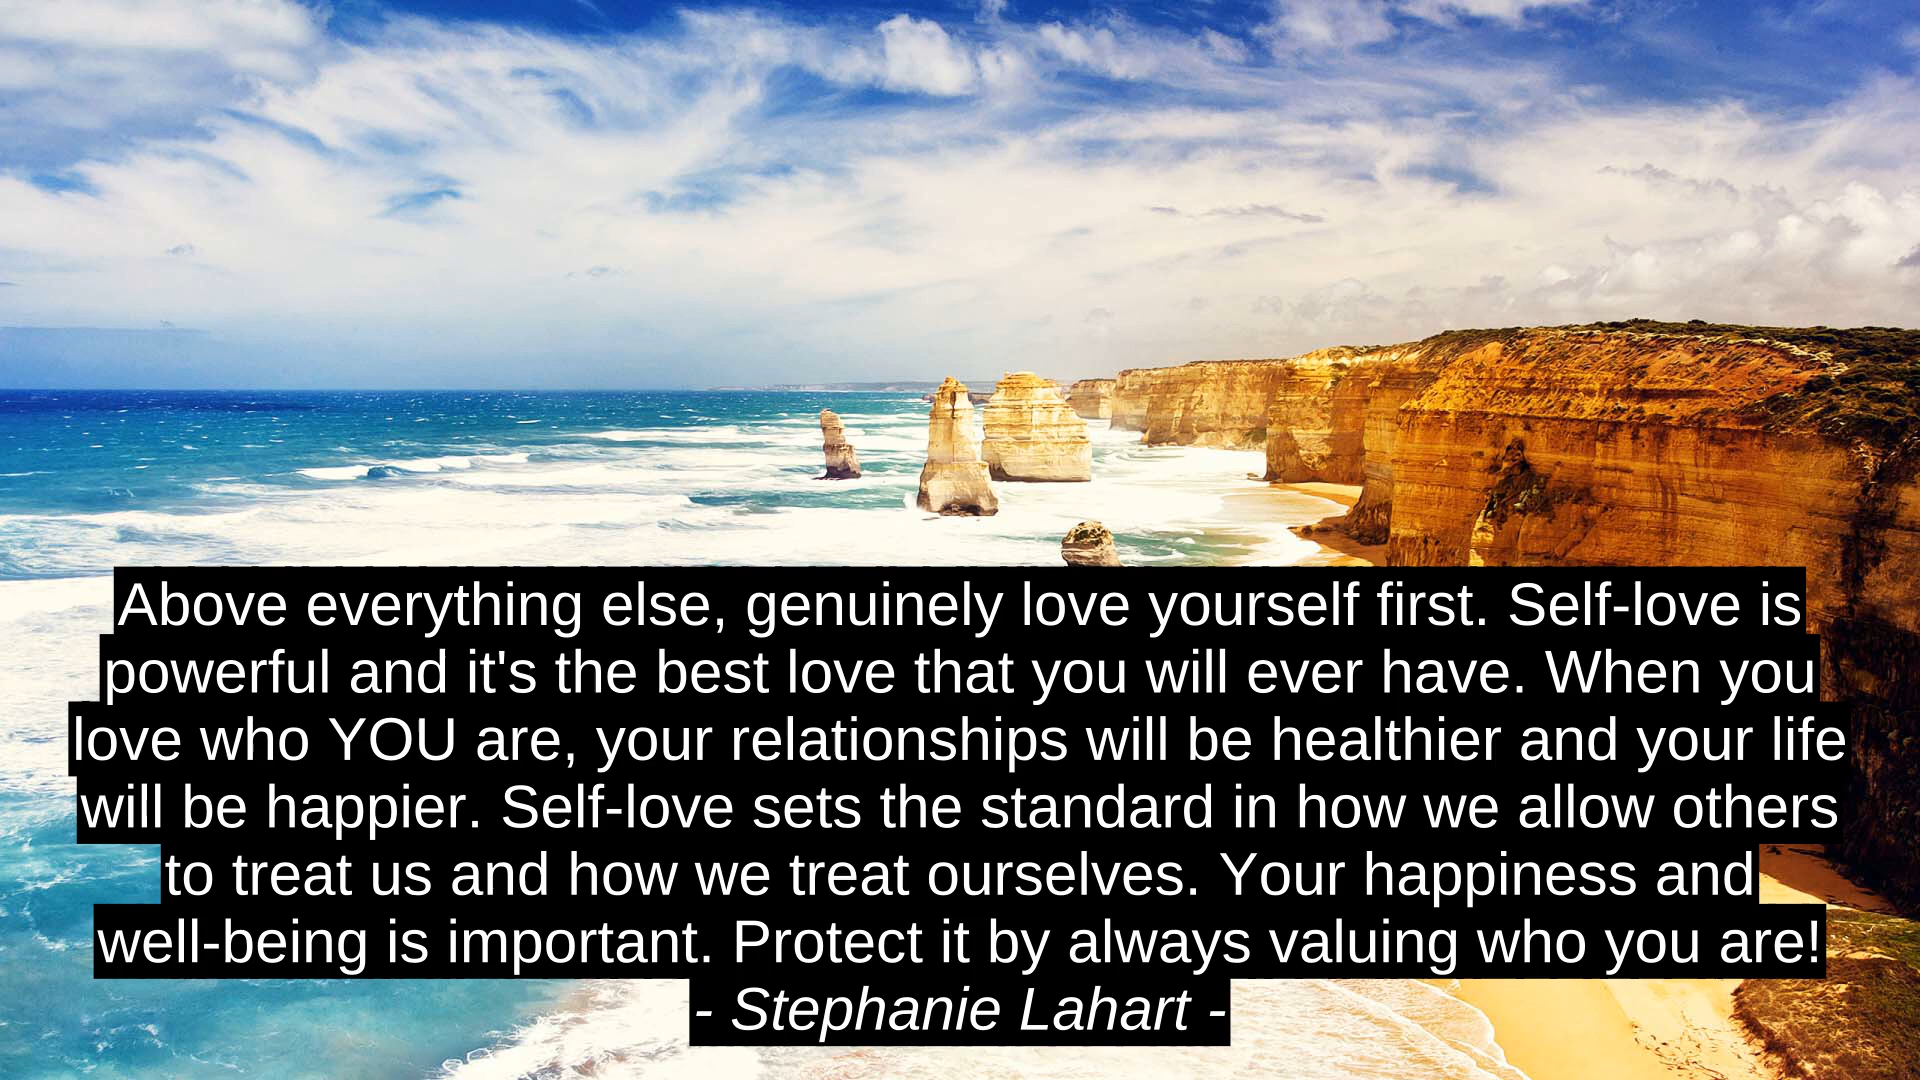 Above everything else, genuinely love yourself first. Self-love is
powerful and it's the best love that you will ever have. When you
love who YOU are, your relationships will be healthier and your life
will be happier. Self-love sets the standard in how we allow others
to treat us and how we treat ourselves. Your happiness and
well-being is important. Protect it by always valuing who you are!
- Stephanie Lahart -